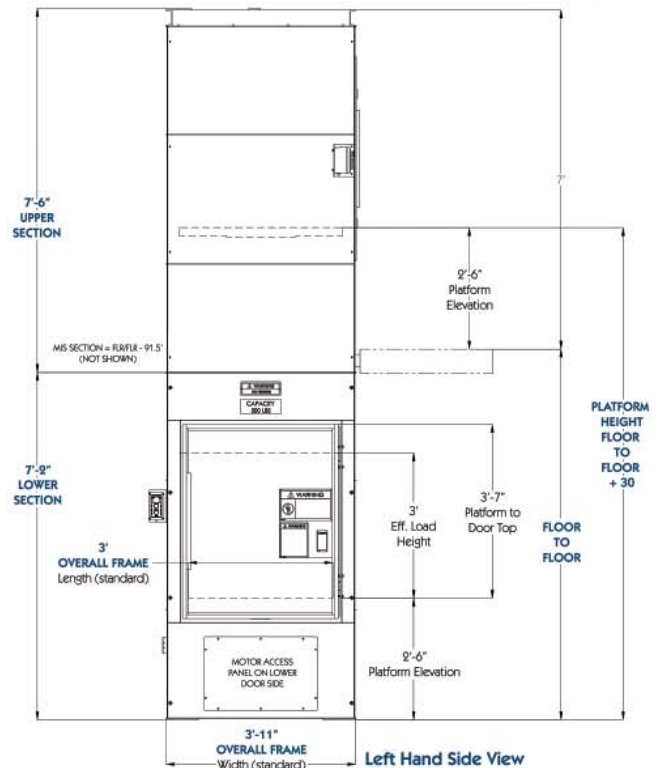 7'
7'-6"
UPPER
SECTION
2'-6"
Platform
Elevation
MIS SECTION = FLR/FLR - 91.5'
(NOT SHOWN)
WARNING
CAPACITY
500 LBS
PLATFORM
HEIGHT
FLOOR
TO
FLOOR
+ 30
7'-2"
LOWER
SECTION
WARNING
3'
Eff. Load
Height
3'-7"
Platform to
Door Top
FLOOR
TO
FLOOR
3'
OVERALL FRAME
Length (standard)
MOTOR ACCESS
PANEL ON LOWER
DOOR SIDE
2'-6"
Platform Elevation
3'-11"
OVERALL FRAME
Width (standard)
Left Hand Side View